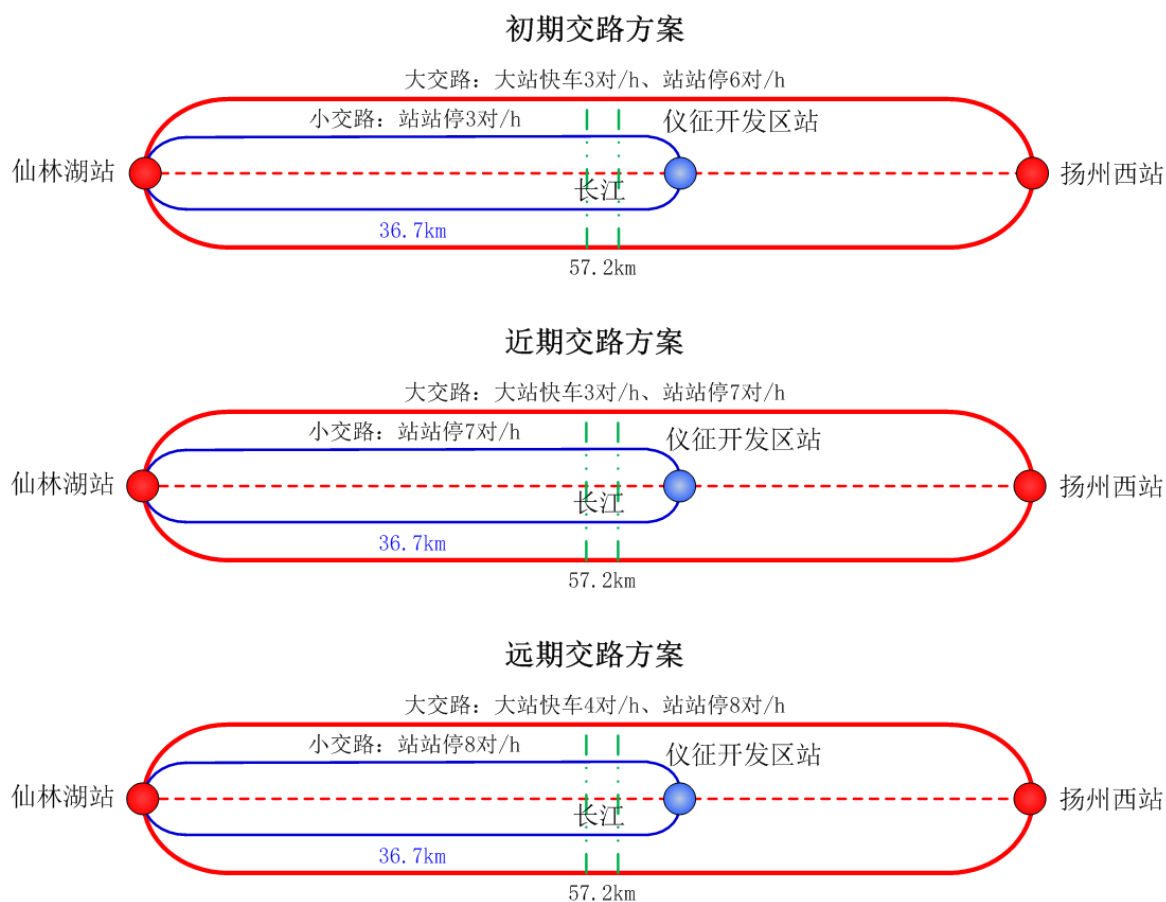 初期交路方案
大交路：大站快车3对/h、站站停6对/h
小交路：站站停3对/h
仪征开发区站
仙林湖站
扬州西站
长江
36.7km
57.2km
近期交路方案
大交路：大站快车3对/h、站站停7对/h
小交路：站站停7对/h
仪征开发区站
仙林湖站
扬州西站
长江
36.7km
57.2km
远期交路方案
大交路：大站快车4对/h、站站停8对/h
小交路：站站停8对/h
仪征开发区站
仙林湖站
扬州西站
长江
36.7km
57.2km